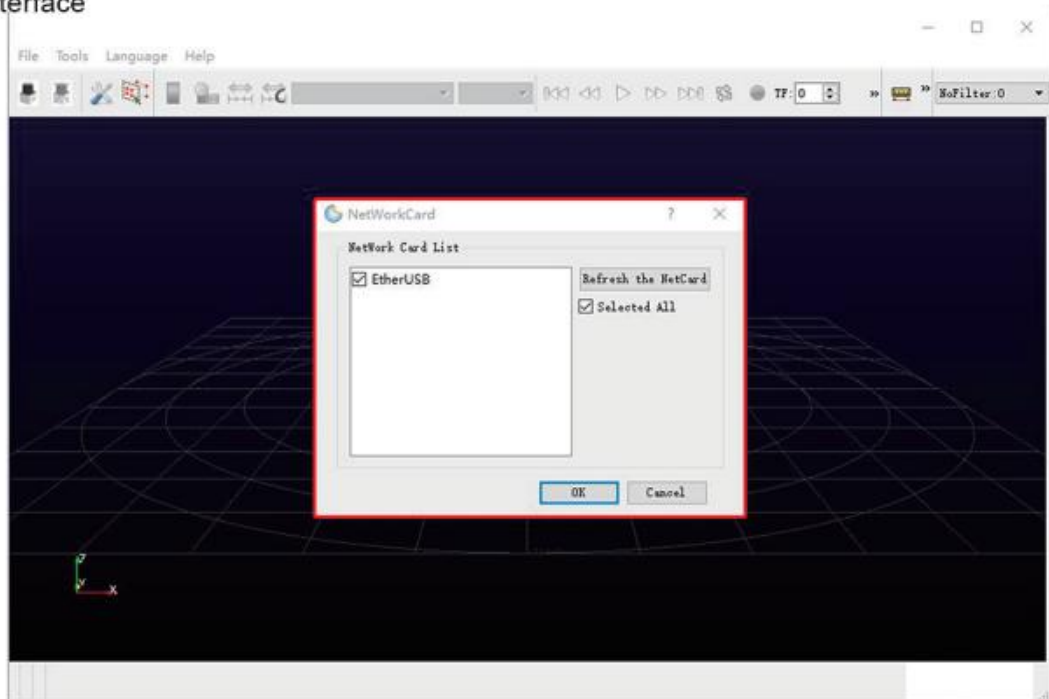 terface
File Tools Language Help
TF: 0 NoFilter:0
NetWorkCard ?
NetWork Card List
EtherUSB
Refresh the NetCard
Selected All
OK Cancel
Z
Y X